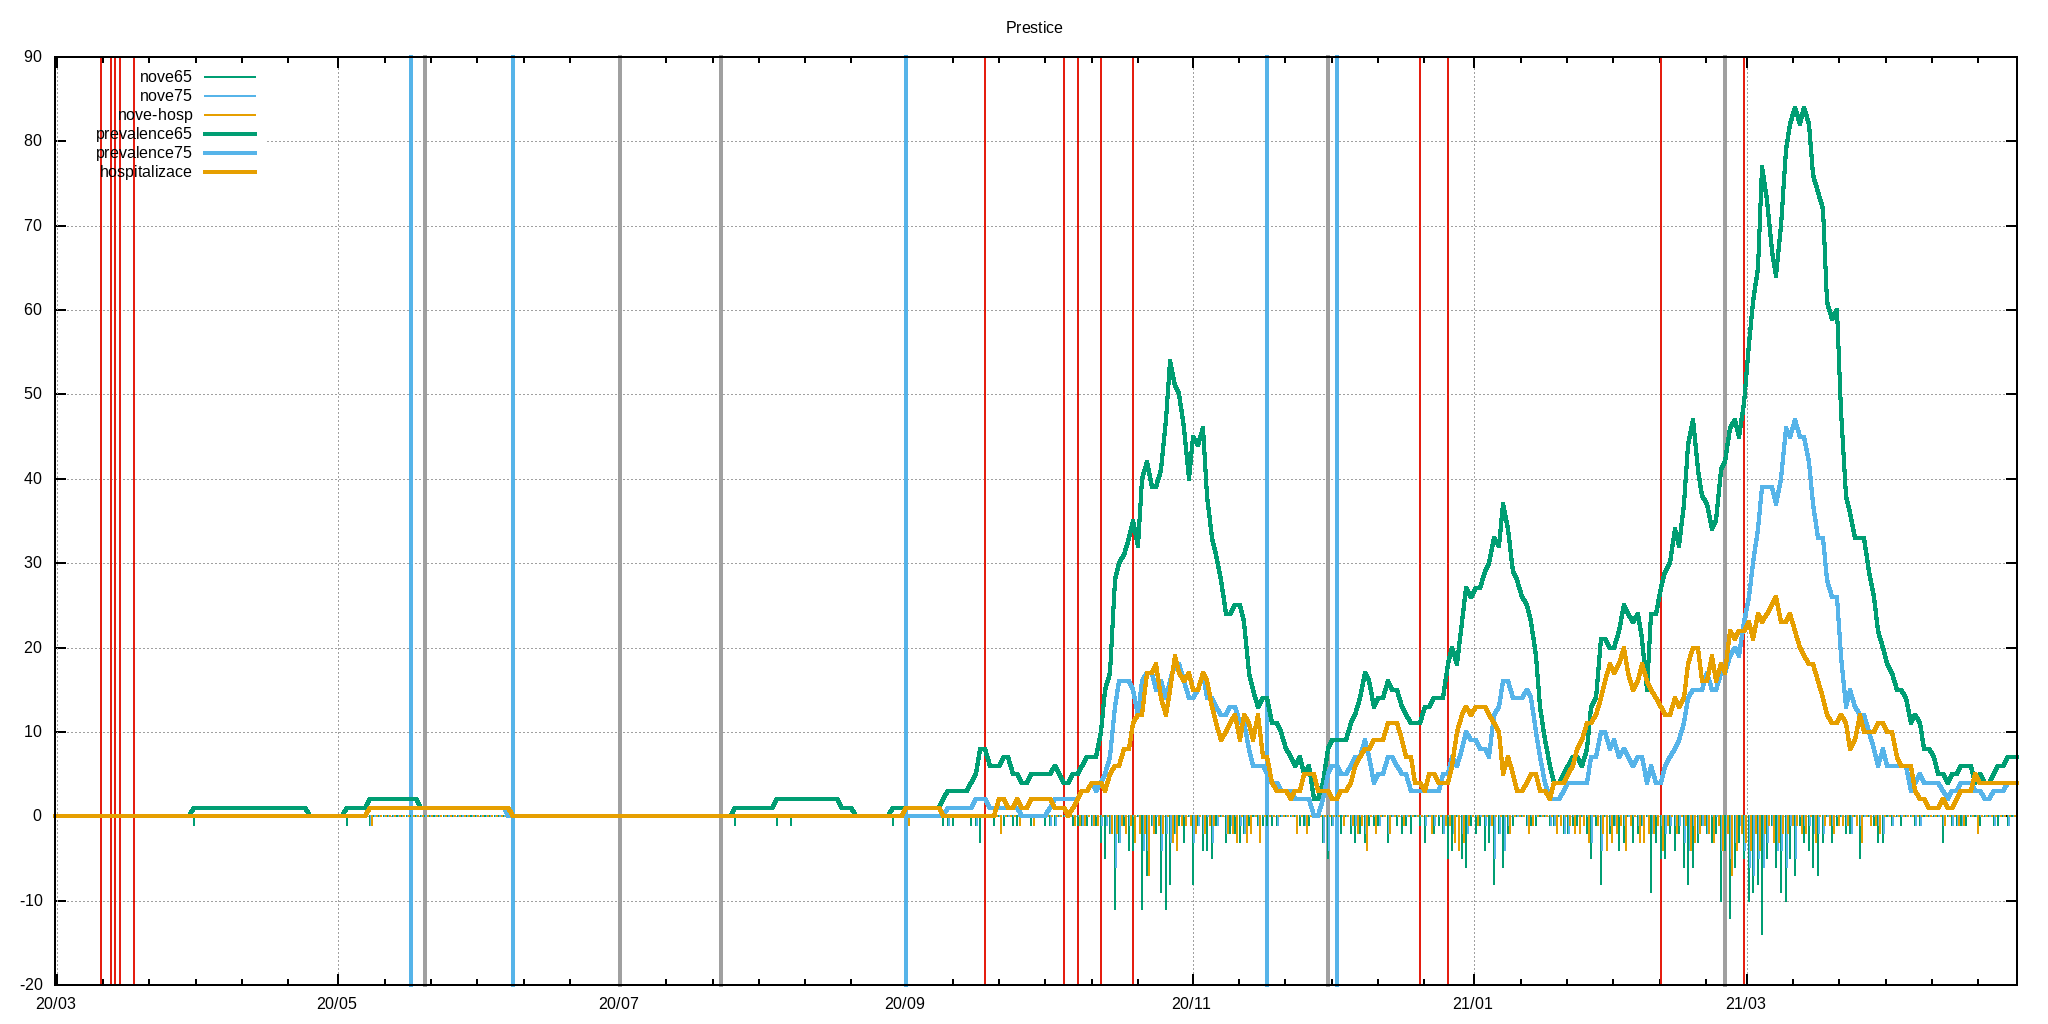 Prestice
90
80
70
60
50
40
30
20
10
0
-10
-20
nove65
nove75
nove-hosp
prevalence65
prevalence75
hospitalizace
20/03 20/05 20/07 20/09 20/11 21/01 21/03